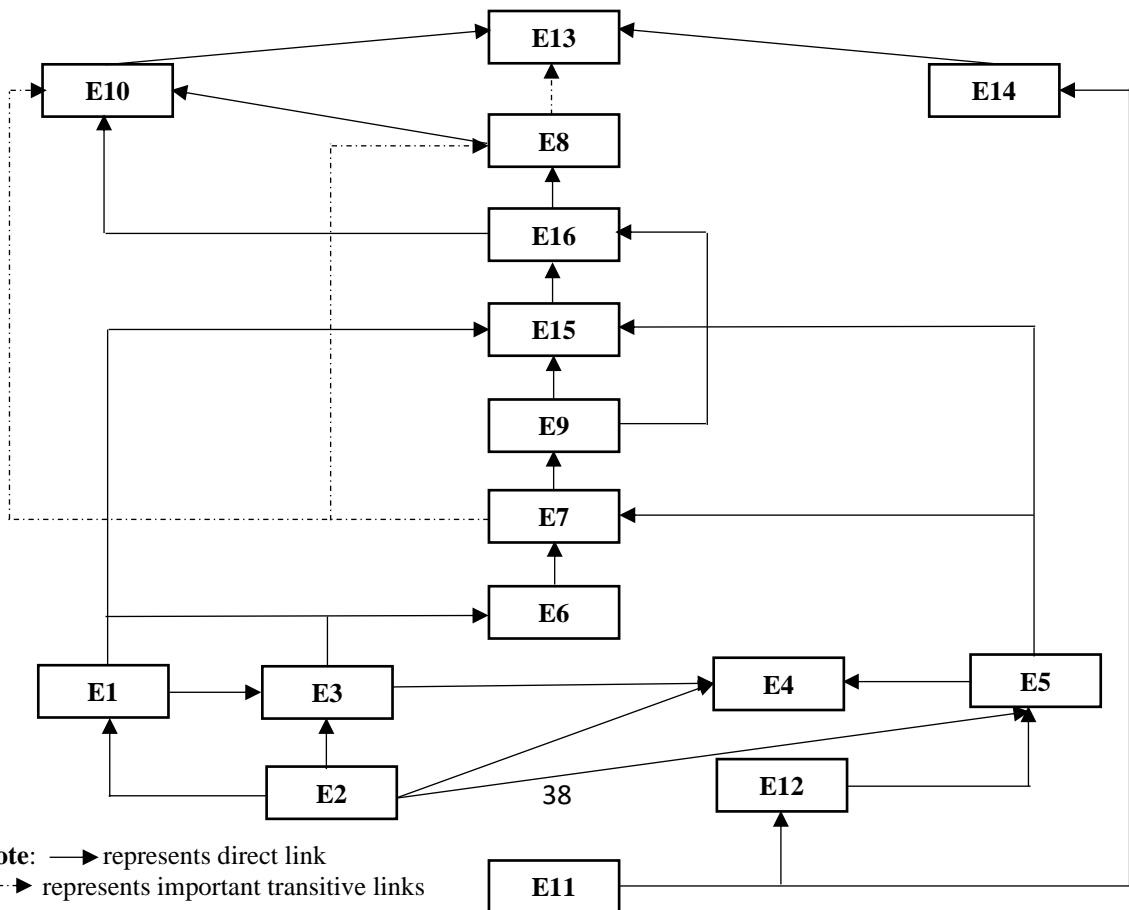 E13
E10
E14
E8
E16
E15
E9
E7
E6
E1
E3
E4
E5
E2
E12
38
ote: represents direct link
represents important transitive links
E11